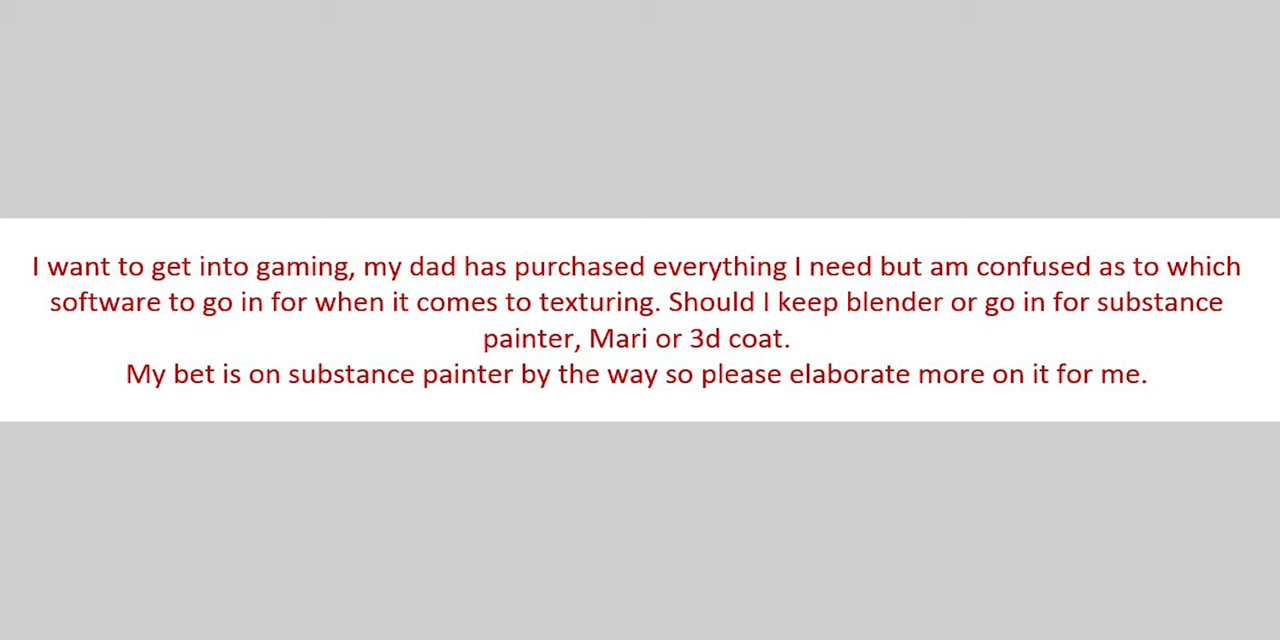 I want to get into gaming, my dad has purchased everything I need but am confused as to which
software to go in for when it comes to texturing. Should I keep blender or go in for substance
painter, Mari or 3d coat.
My bet is on substance painter by the way so please elaborate more on it for me.